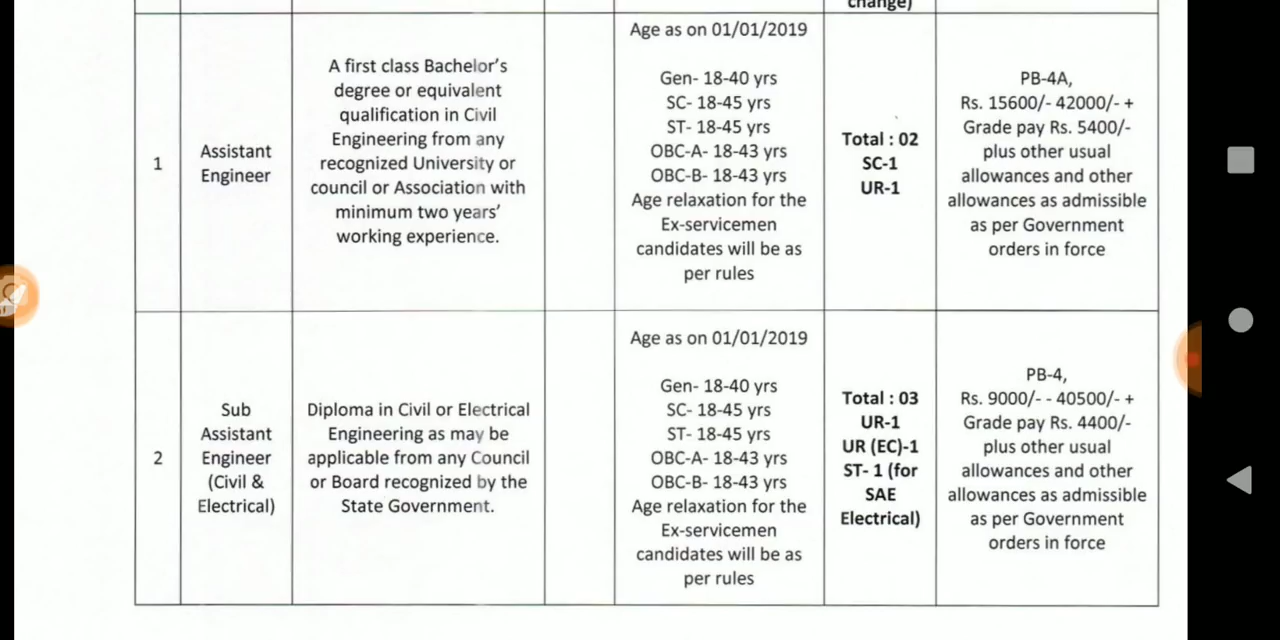 change)
1
Assistant
Engineer
A first class Bachelor’s
degree or equivalent
qualification in Civil
Engineering from any
recognized University or
council or Association with
minimum two years’
working experience.
Age as on 01/01/2019
Gen- 18-40 yrs
SC- 18-45 yrs
ST- 18-45 yrs
OBC-A- 18-43 yrs
OBC-B- 18-43 yrs
Age relaxation for the
Ex-servicemen
candidates will be as
per rules
Total : 02
SC-1
UR-1
PB-4A,
Rs. 15600/- 42000/- +
Grade pay Rs. 5400/-
plus other usual
allowances and other
allowances as admissible
as per Government
orders in force
2
Sub
Assistant
Engineer
(Civil &
Electrical)
Diploma in Civil or Electrical
Engineering as may be
applicable from any Council
or Board recognized by the
State Government.
Age as on 01/01/2019
Gen- 18-40 yrs
SC- 18-45 yrs
ST- 18-45 yrs
OBC-A- 18-43 yrs
OBC-B- 18-43 yrs
Age relaxation for the
Ex-servicemen
candidates will be as
per rules
Total : 03
UR-1
UR (EC)-1
ST- 1 (for
SAE
Electrical)
PB-4,
Rs. 9000/- - 40500/- +
Grade pay Rs. 4400/-
plus other usual
allowances and other
allowances as admissible
as per Government
orders in force